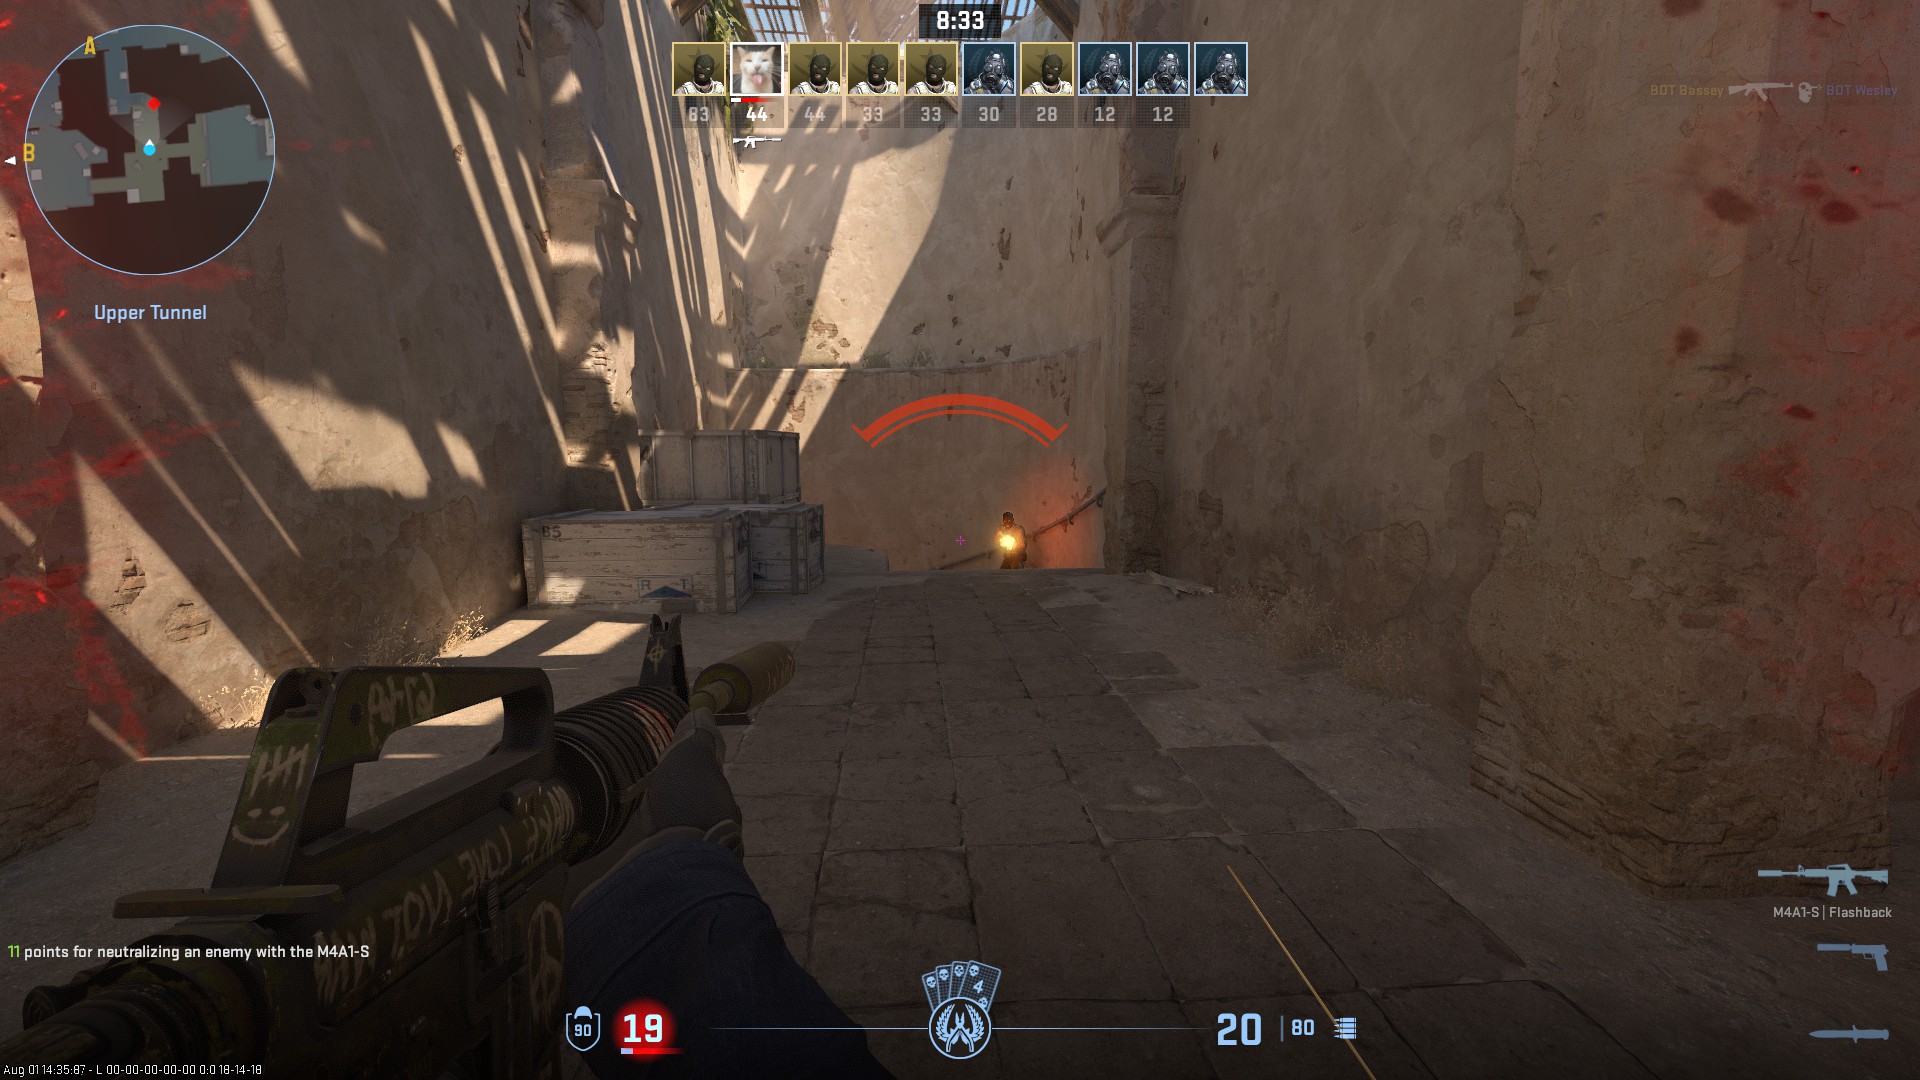 8:33
A
83 44 44 33 33 30 28 12 12
BOT Bassey BOT Wesley
B
Upper Tunnel
85
R T
M4A1-S | Flashback
11 points for neutralizing an enemy with the M4A1-S
4
90 19 20 | 80
Aug 01 14:35:87 - L 00-00-00-00-00 0:0 18-14-18